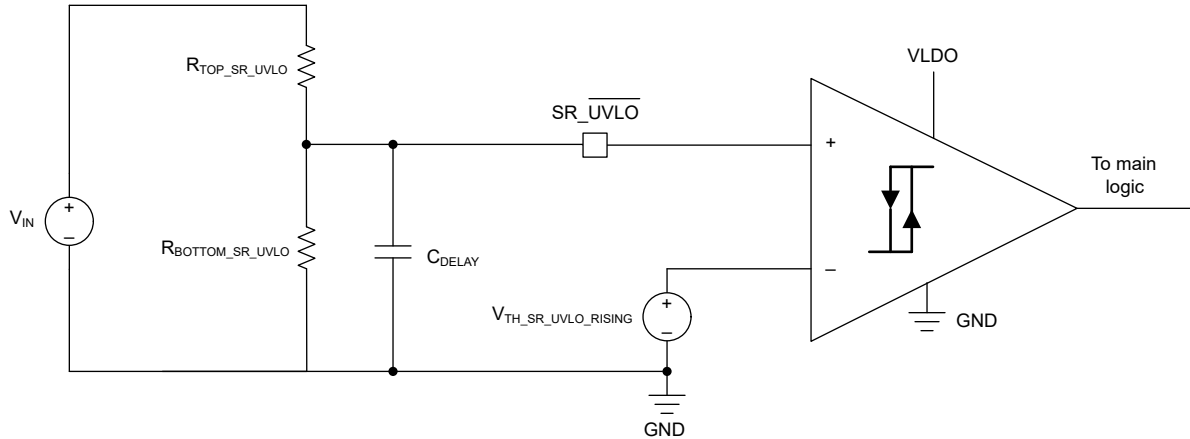 R_TOP_SR_UVLO
VLDO
SR_UVLO
+
To main
logic
V_IN
+
–
R_BOTTOM_SR_UVLO
C_DELAY
–
V_TH_SR_UVLO_RISING
+
–
GND
GND